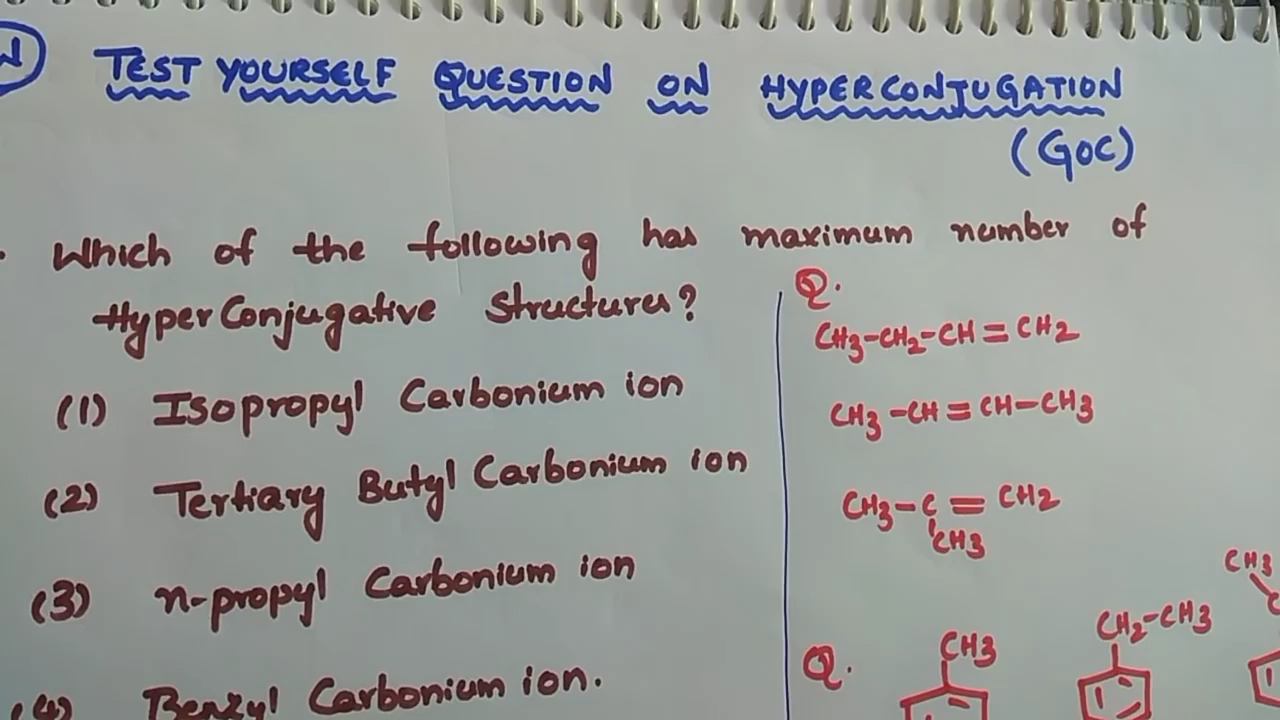 TEST YOURSELF QUESTION ON HYPERCONJUGATION
(GOC)
Which of the following has maximum number of
HyperConjugative Structures?
(1) Isopropyl Carbonium ion
(2) Tertiary Butyl Carbonium ion
(3) n-propyl Carbonium ion
(4) Benzyl Carbonium ion.
Q.
CH3-CH2-CH=CH2
CH3-CH=CH-CH3
CH3-C=CH2
CH3
Q.
CH3
CH2-CH3
CH3